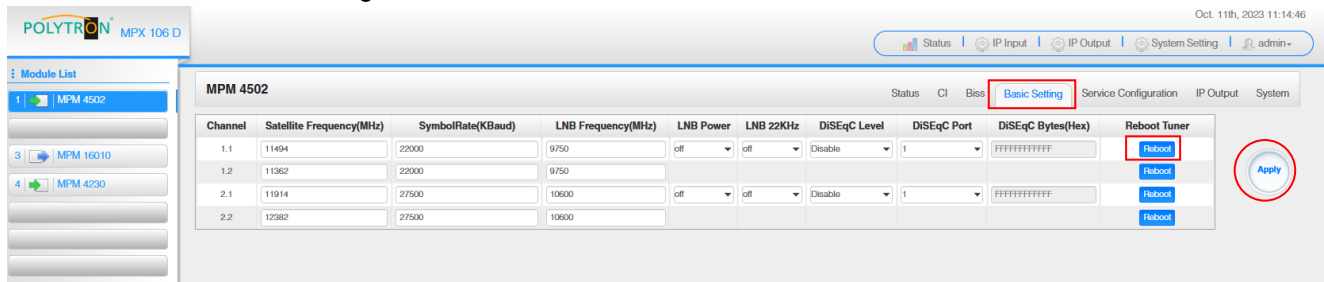 Oct. 11th, 2023 11:14:46
POLYTRON MPX 106 D
Status | IP Input | IP Output | System Setting | admin
Module List
1 MPM 4502
3 MPM 16010
4 MPM 4230
MPM 4502
Status CI Biss Basic Setting Service Configuration IP Output System
Channel Satellite Frequency(MHz) SymbolRate(KBaud) LNB Frequency(MHz) LNB Power LNB 22KHz DiSEqC Level DiSEqC Port DiSEqC Bytes(Hex) Reboot Tuner
1.1 11494 22000 9750 off off Disable 1 FFFFFFFFFFFF Reboot
1.2 11362 22000 9750 Reboot
2.1 11914 27500 10600 off off Disable 1 FFFFFFFFFFFF Reboot
2.2 12382 27500 10600 Reboot
Apply